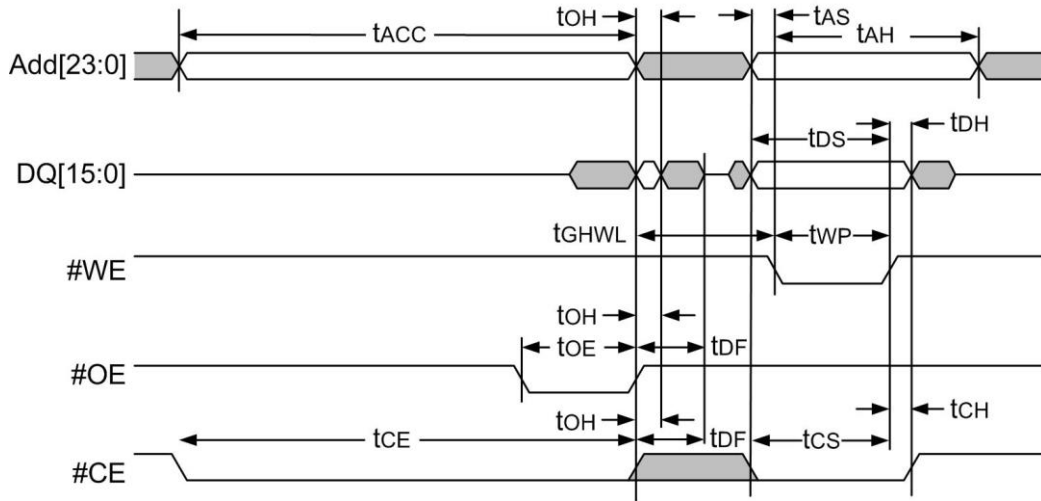 tOH tAS
tACC tAH
Add[23:0]
tDH
tDS
DQ[15:0]
tGHWL tWP
#WE
tOH
tOE tDF
#OE
tOH tCH
tCE tDF tCS
#CE